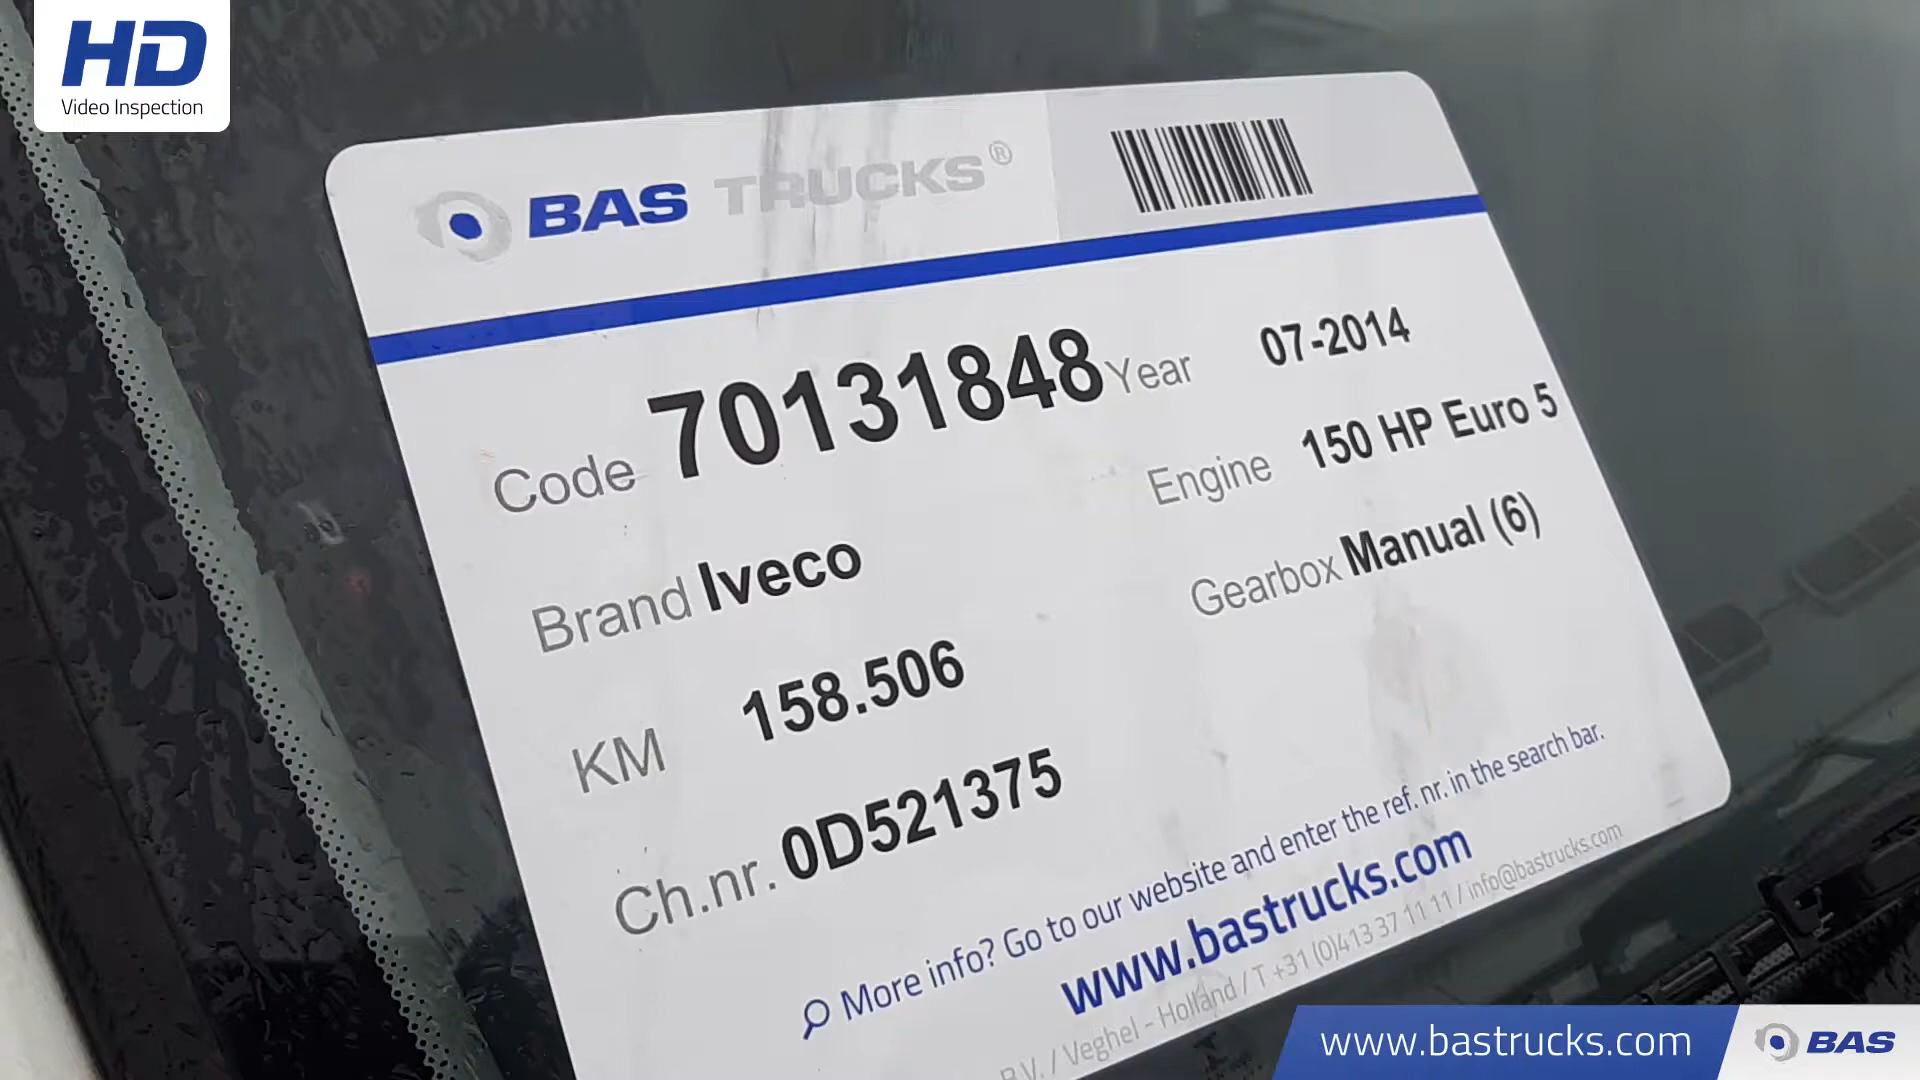 HD
Video Inspection
BAS TRUCKS®
Code 70131848
Year 07-2014
Brand Iveco
Engine 150 HP Euro 5
KM 158.506
Gearbox Manual (6)
Ch.nr. 0D521375
More info? Go to our website and enter the ref. nr. in the search bar.
www.bastrucks.com
B.V. / Veghel - Holland / T +31 (0)413 37 11 11 / info@bastrucks.com
www.bastrucks.com
BAS